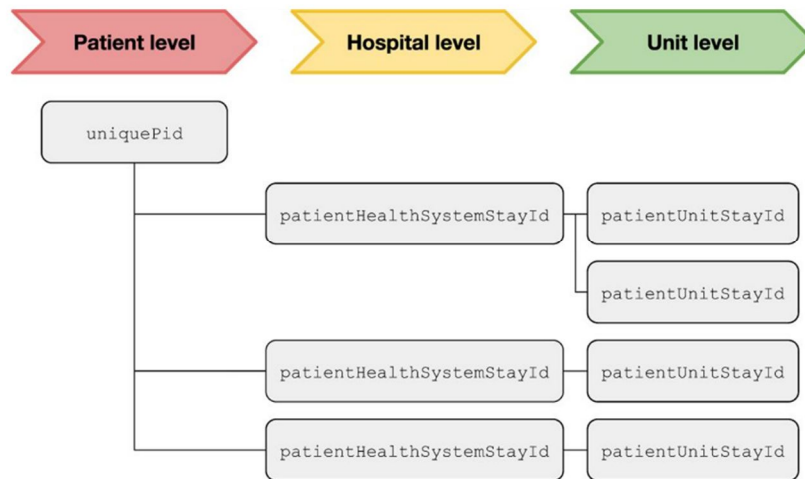 Patient level
Hospital level
Unit level
uniquePid
patientHealthSystemStayId
patientUnitStayId
patientUnitStayId
patientHealthSystemStayId
patientUnitStayId
patientHealthSystemStayId
patientUnitStayId